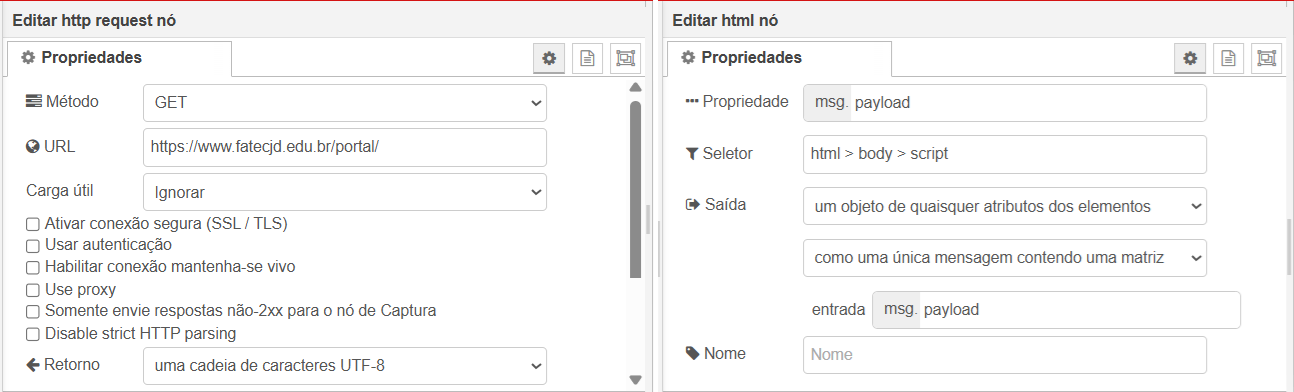 Editar http request nó
Propriedades
Método
GET
URL
https://www.fatecjd.edu.br/portal/
Carga útil
Ignorar
Ativar conexão segura (SSL / TLS)
Usar autenticação
Habilitar conexão mantenha-se vivo
Use proxy
Somente envie respostas não-2xx para o nó de Captura
Disable strict HTTP parsing
Retorno
uma cadeia de caracteres UTF-8
Editar html nó
Propriedades
Propriedade
msg. payload
Seletor
html > body > script
Saída
um objeto de quaisquer atributos dos elementos
como uma única mensagem contendo uma matriz
entrada
msg. payload
Nome
Nome